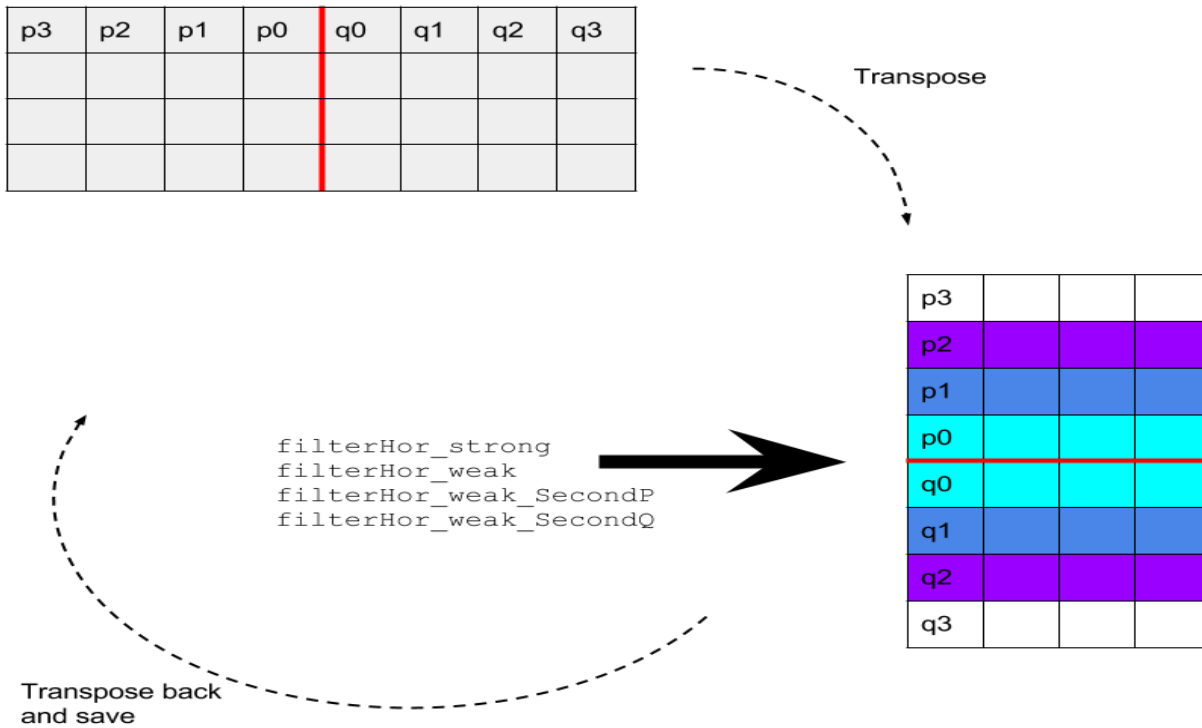 p3 p2 p1 p0 q0 q1 q2 q3
Transpose
p3
p2
p1
p0
q0
q1
q2
q3
filterHor_strong
filterHor_weak
filterHor_weak_SecondP
filterHor_weak_SecondQ
Transpose back
and save